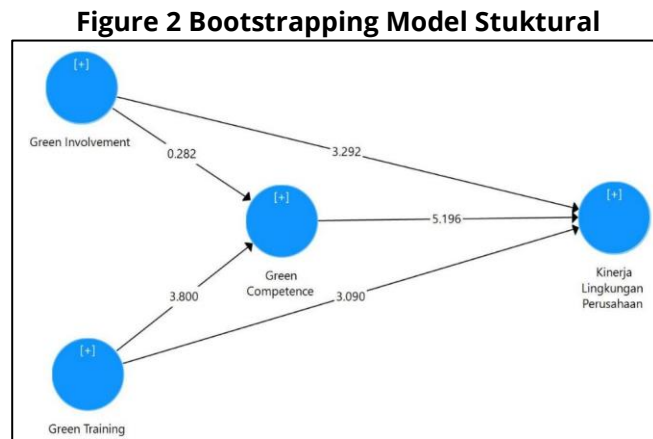 Figure 2 Bootstrapping Model Stuktural
[+]
Green Involvement
0.282
3.292
[+]
Green
Competence
5.196
[+]
Kinerja
Lingkungan
Perusahaan
3.800
3.090
[+]
Green Training